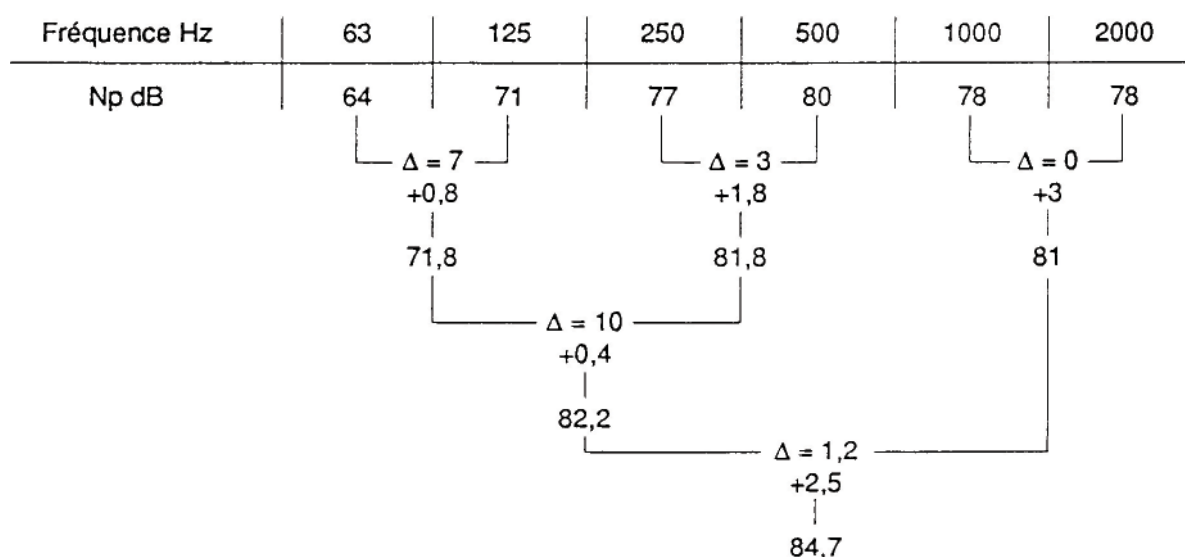 Fréquence Hz 63 125 250 500 1000 2000
Np dB 64 71 77 80 78 78
Δ = 7 Δ = 3 Δ = 0
+0,8 +1,8 +3
71,8 81,8 81
Δ = 10
+0,4
82,2
Δ = 1,2
+2,5
84,7